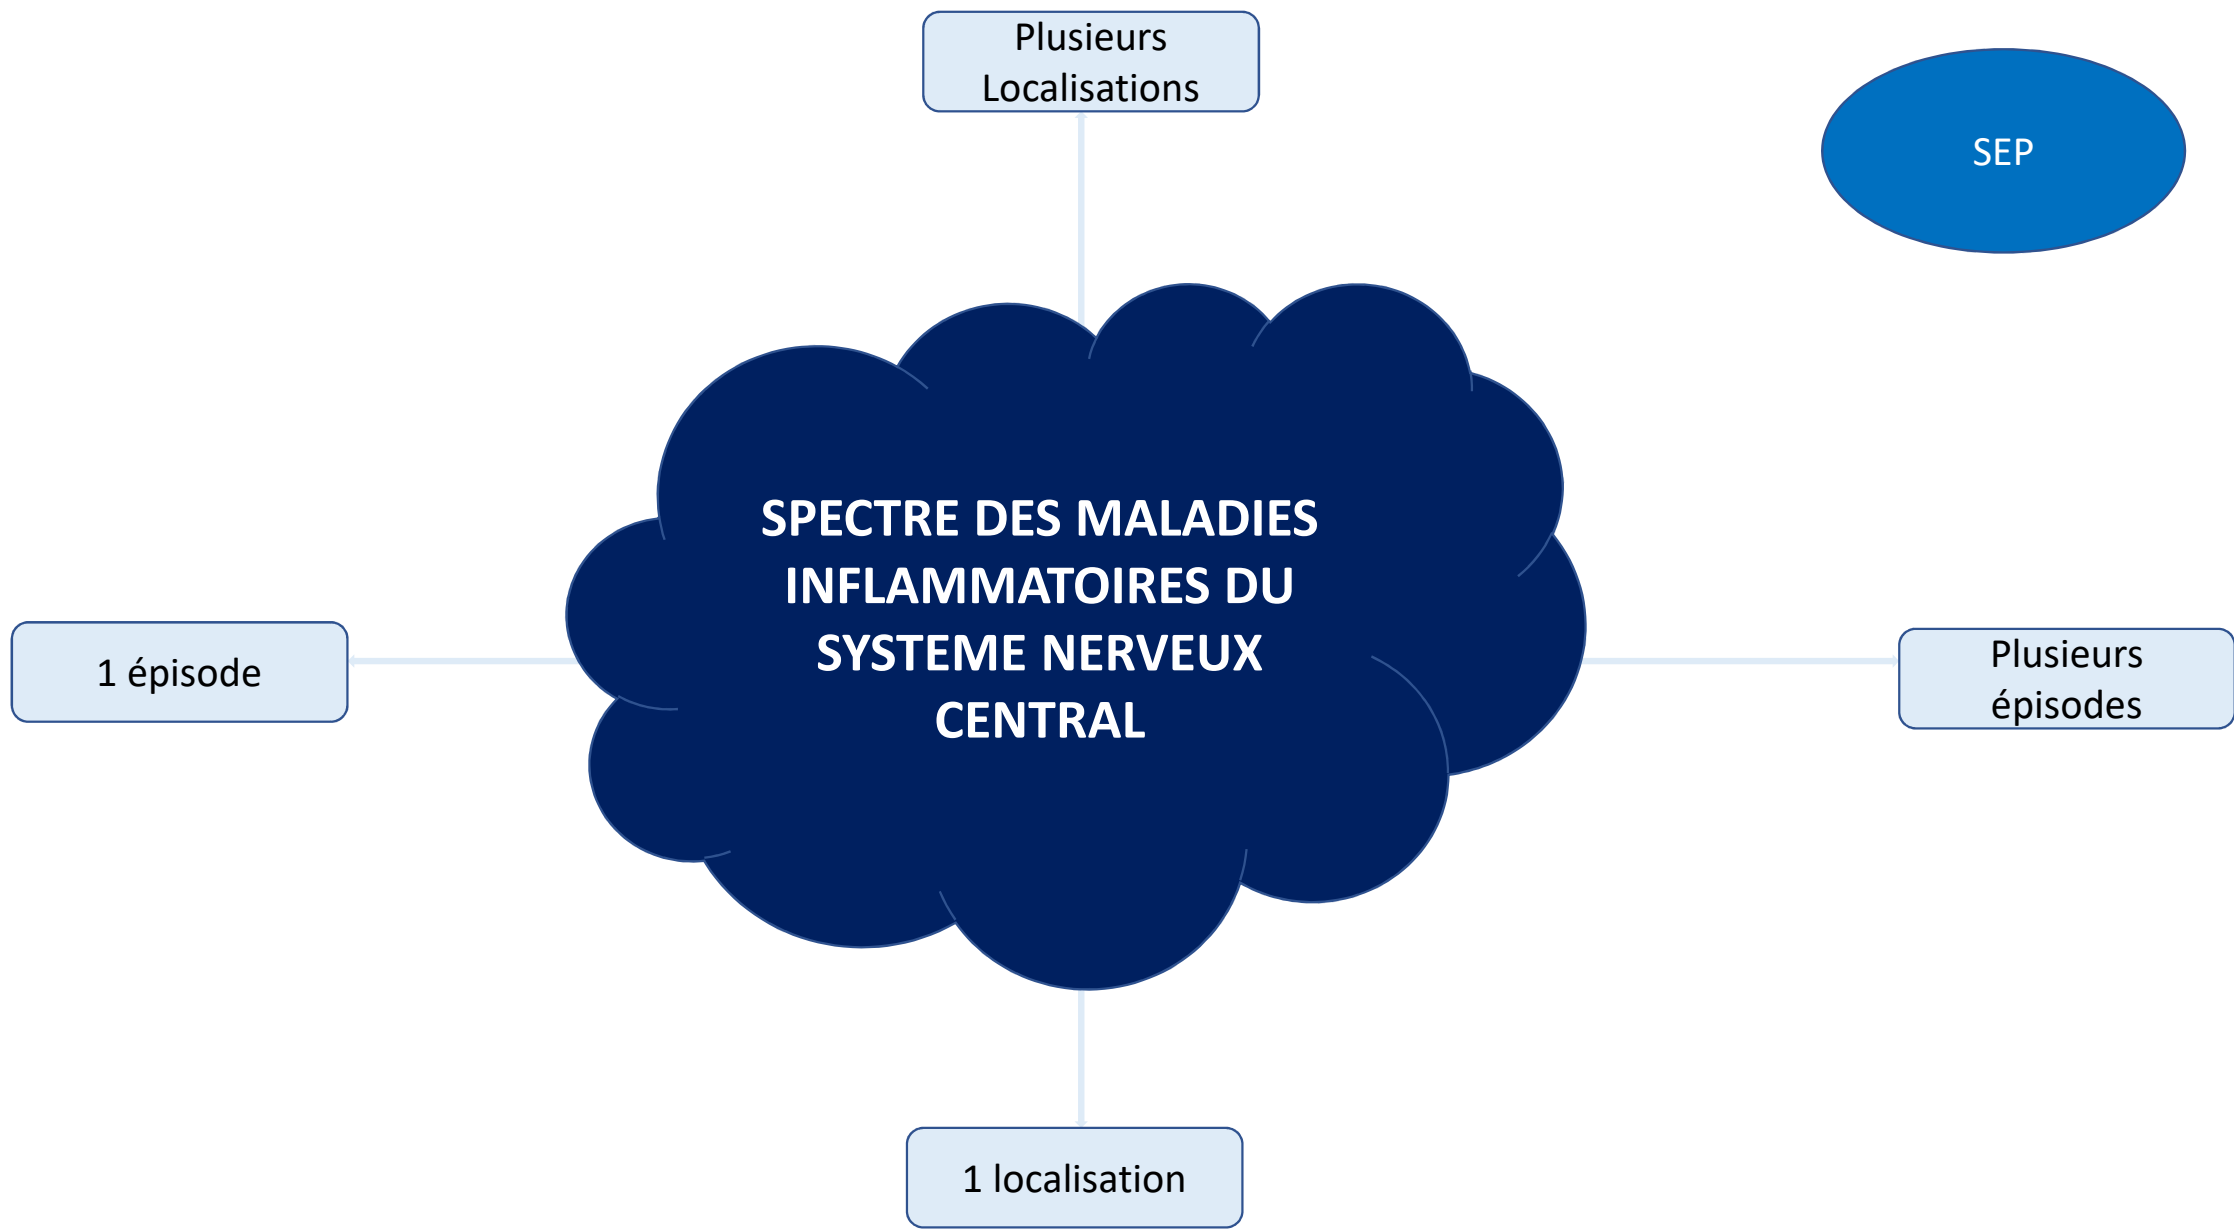 Plusieurs
Localisations
SEP
SPECTRE DES MALADIES
INFLAMMATOIRES DU
SYSTEME NERVEUX
CENTRAL
1 épisode
Plusieurs
épisodes
1 localisation